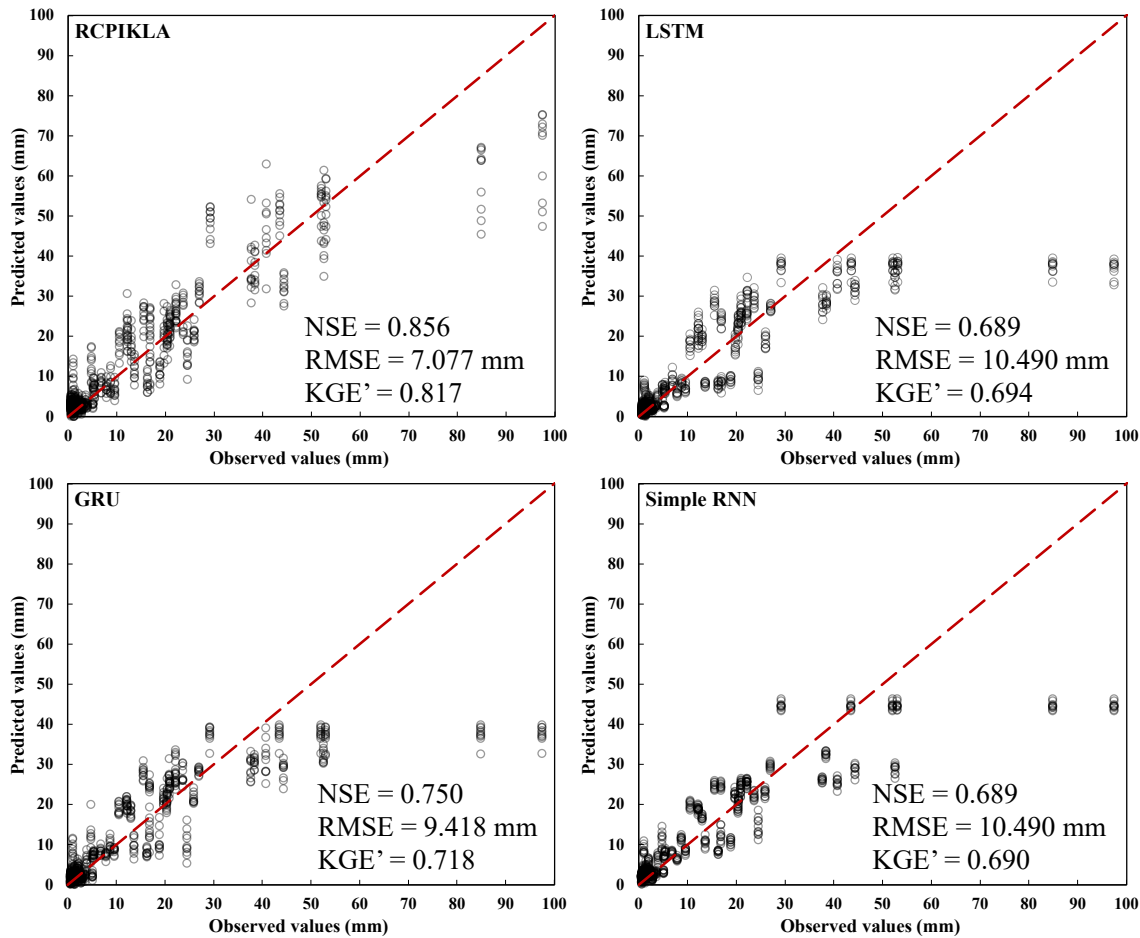 RCPIKLA
100
90
80
70
60
50
40
30
20
10
0
Predicted values (mm)
NSE = 0.856
RMSE = 7.077 mm
KGE’ = 0.817
0 10 20 30 40 50 60 70 80 90 100
Observed values (mm)
LSTM
100
90
80
70
60
50
40
30
20
10
0
Predicted values (mm)
NSE = 0.689
RMSE = 10.490 mm
KGE’ = 0.694
0 10 20 30 40 50 60 70 80 90 100
Observed values (mm)
GRU
100
90
80
70
60
50
40
30
20
10
0
Predicted values (mm)
NSE = 0.750
RMSE = 9.418 mm
KGE’ = 0.718
0 10 20 30 40 50 60 70 80 90 100
Observed values (mm)
Simple RNN
100
90
80
70
60
50
40
30
20
10
0
Predicted values (mm)
NSE = 0.689
RMSE = 10.490 mm
KGE’ = 0.690
0 10 20 30 40 50 60 70 80 90 100
Observed values (mm)